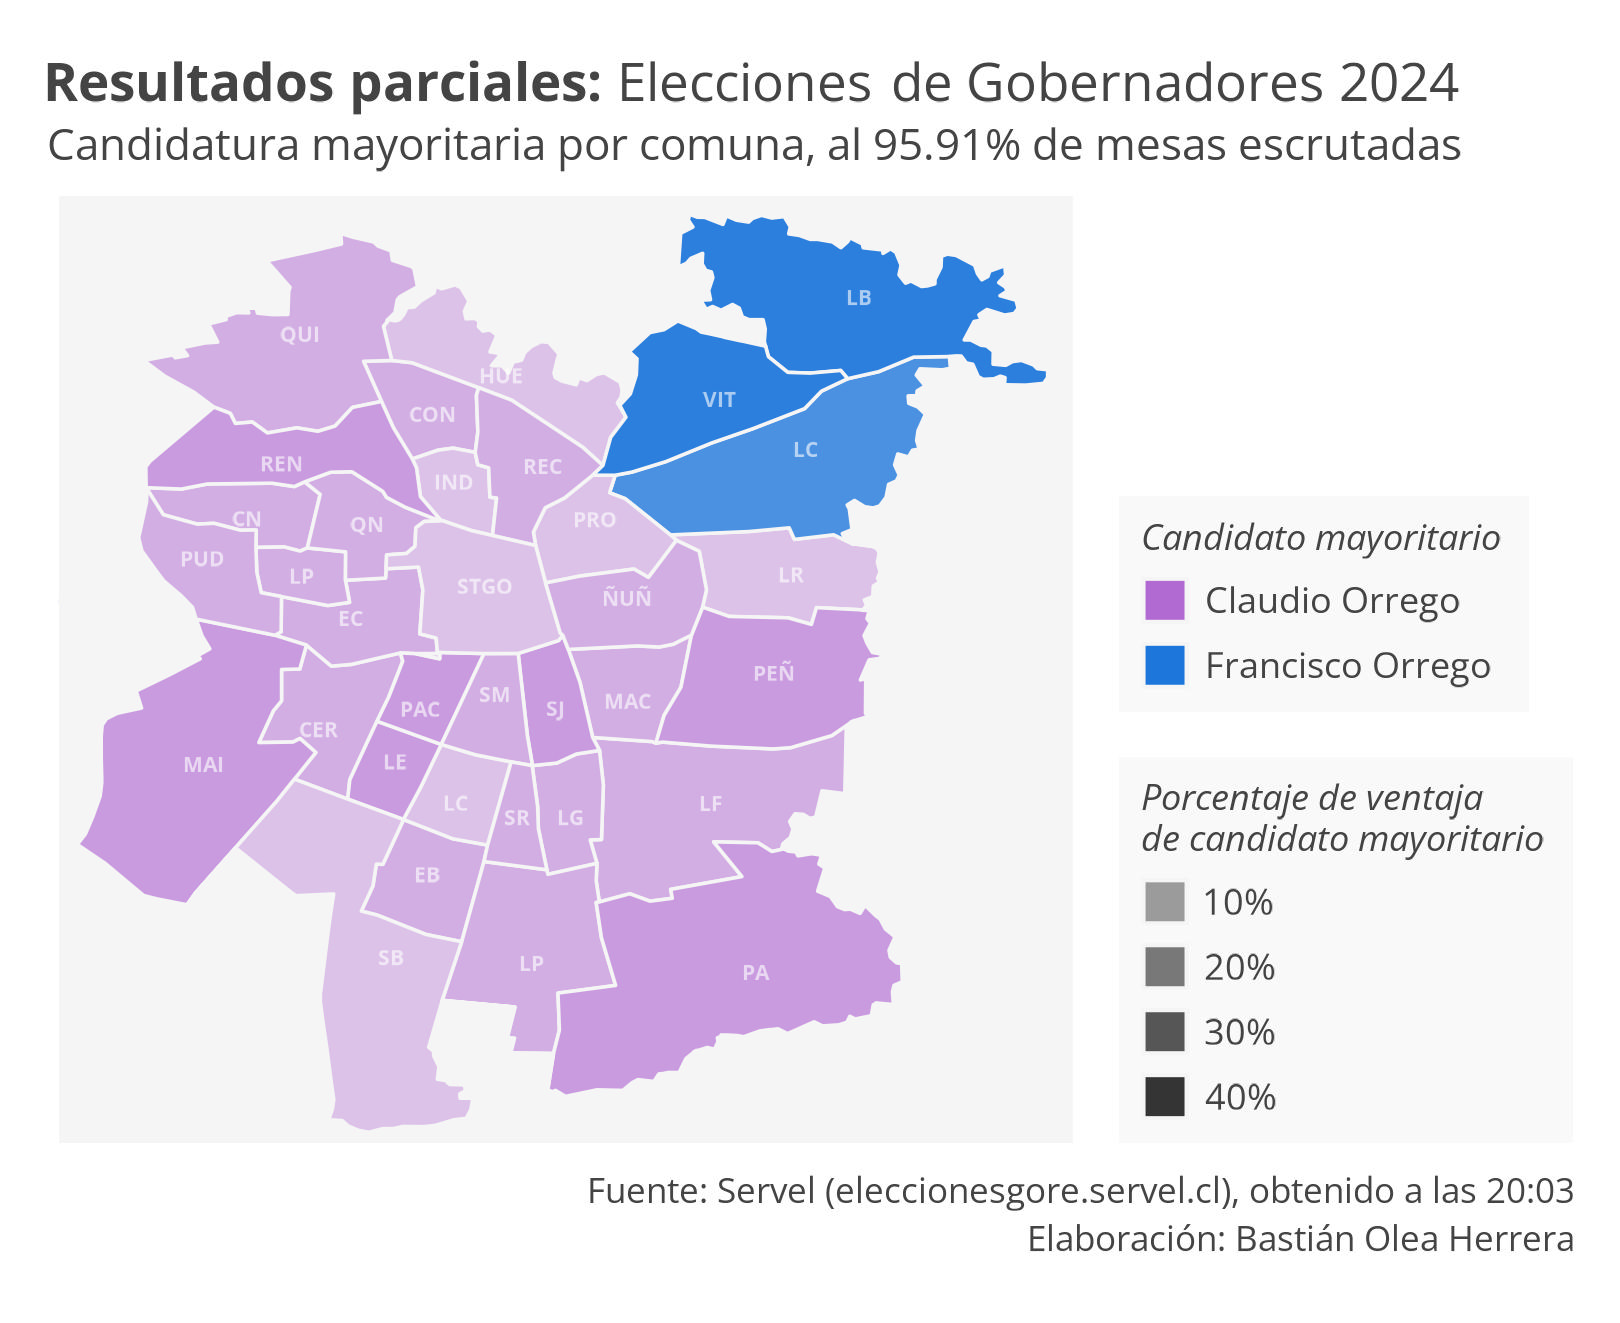 Resultados parciales: Elecciones de Gobernadores 2024
Candidatura mayoritaria por comuna, al 95.91% de mesas escrutadas
LB
QUI
HUE
VIT
CON
LC
REN
REC
IND
CN
QN
PRO
PUD
LP
STGO
LR
EC
ÑUÑ
PEÑ
SM
MAC
PAC
SJ
CER
MAI
LE
LC
SR
LG
LF
EB
SB
LP
PA
Candidato mayoritario
Claudio Orrego
Francisco Orrego
Porcentaje de ventaja
de candidato mayoritario
10%
20%
30%
40%
Fuente: Servel (eleccionesgore.servel.cl), obtenido a las 20:03
Elaboración: Bastián Olea Herrera